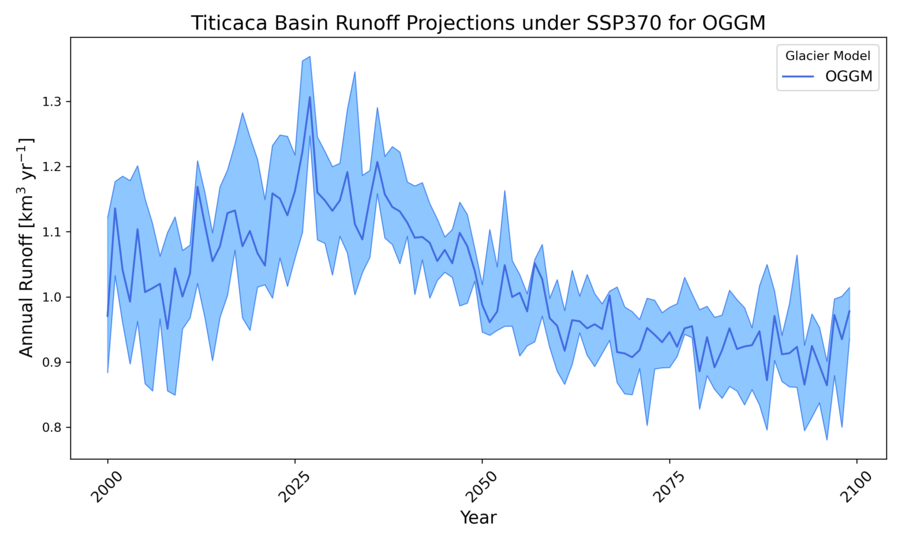 Titicaca Basin Runoff Projections under SSP370 for OGGM
Glacier Model
OGGM
Annual Runoff [km³ yr⁻¹]
1.3
1.2
1.1
1.0
0.9
0.8
2000
2025
2050
2075
2100
Year